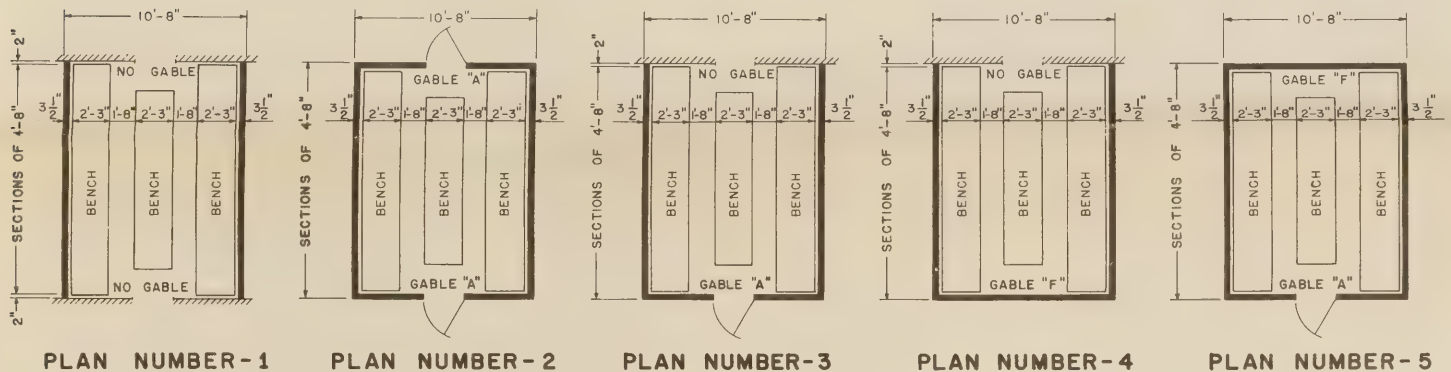 10'-8"
2"
NO GABLE
3 1/2" 2'-3" 1'-8" 2'-3" 1'-8" 2'-3" 3 1/2"
SECTIONS OF 4'-8"
BENCH BENCH BENCH
NO GABLE
2"
PLAN NUMBER-1
10'-8"
GABLE "A"
3 1/2" 2'-3" 1'-8" 2'-3" 1'-8" 2'-3" 3 1/2"
SECTIONS OF 4'-8"
BENCH BENCH BENCH
GABLE "A"
PLAN NUMBER-2
10'-8"
2"
NO GABLE
3 1/2" 2'-3" 1'-8" 2'-3" 1'-8" 2'-3" 3 1/2"
SECTIONS OF 4'-8"
BENCH BENCH BENCH
GABLE "A"
PLAN NUMBER-3
10'-8"
2"
NO GABLE
3 1/2" 2'-3" 1'-8" 2'-3" 1'-8" 2'-3" 3 1/2"
SECTIONS OF 4'-8"
BENCH BENCH BENCH
GABLE "F"
PLAN NUMBER-4
10'-8"
GABLE "F"
3 1/2" 2'-3" 1'-8" 2'-3" 1'-8" 2'-3" 3 1/2"
SECTIONS OF 4'-8"
BENCH BENCH BENCH
GABLE "A"
PLAN NUMBER-5